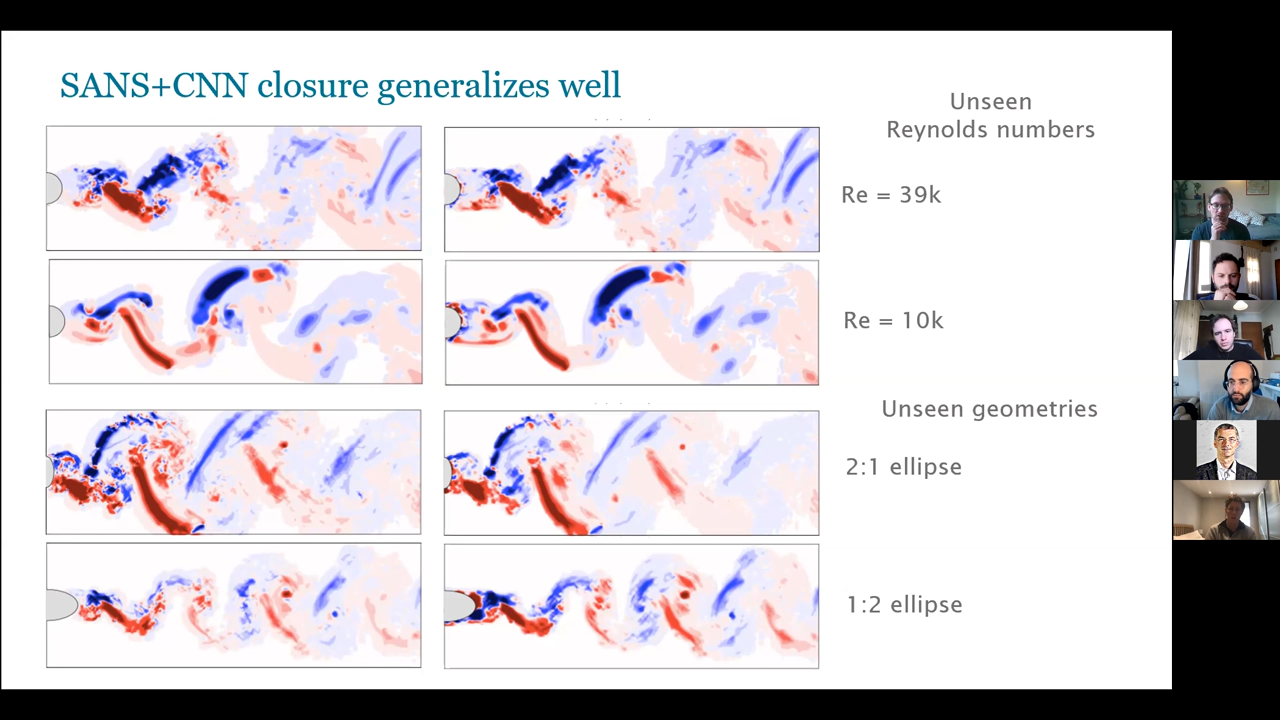 SANS+CNN closure generalizes well
Unseen
Reynolds numbers
Re = 39k
Re = 10k
Unseen geometries
2:1 ellipse
1:2 ellipse